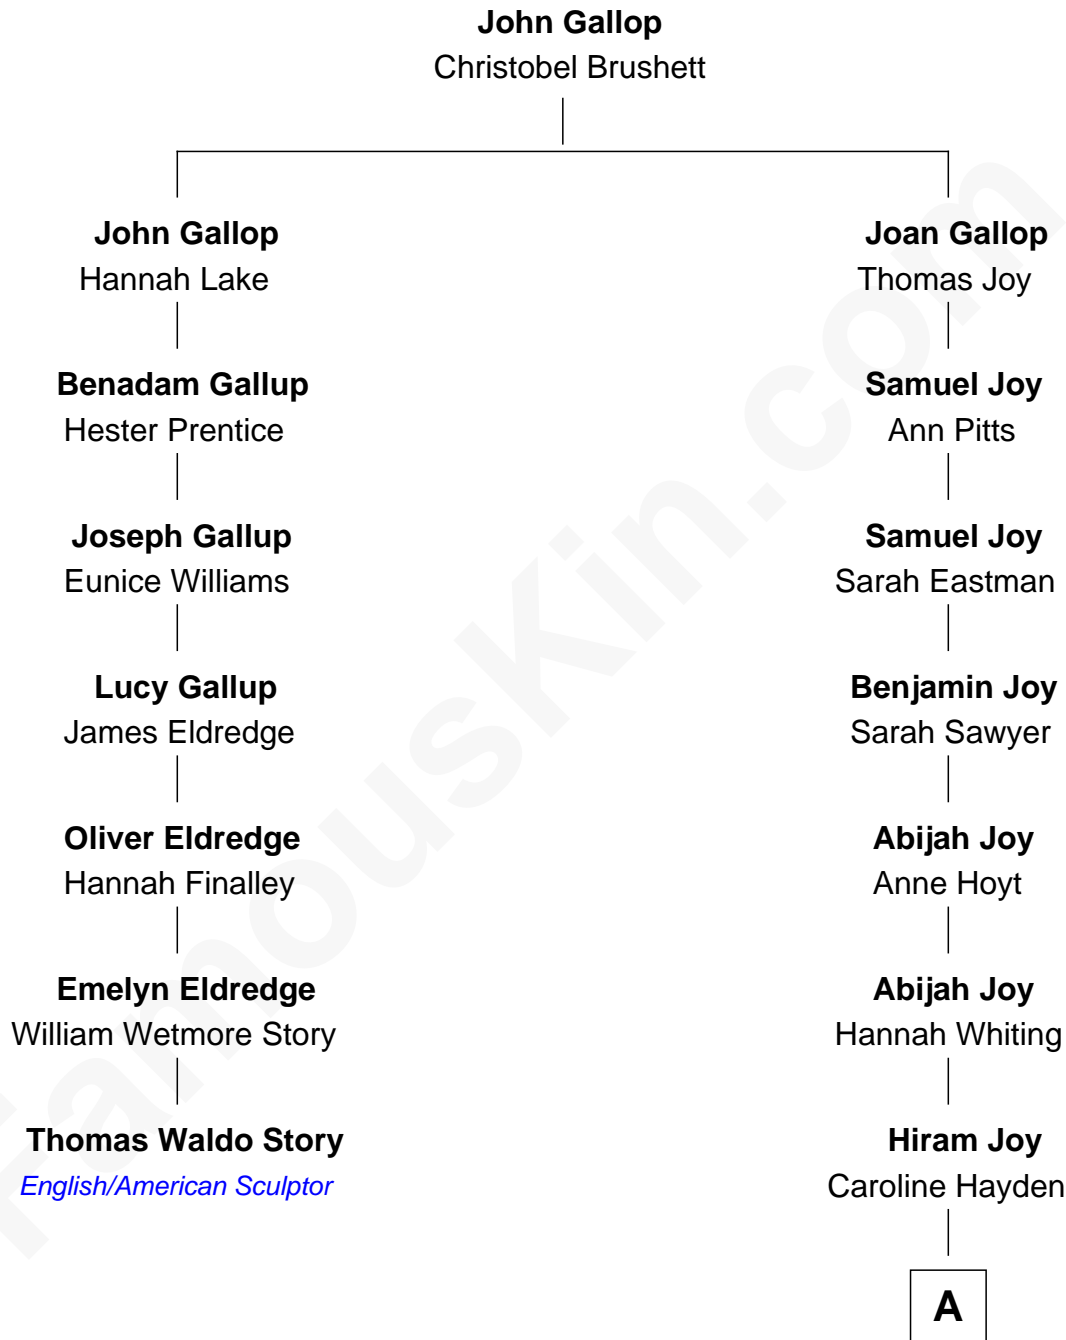 John Gallop
Christobel Brushett
John Gallop
Hannah Lake
Benadam Gallup
Hester Prentice
Joseph Gallup
Eunice Williams
Lucy Gallup
James Eldredge
Oliver Eldredge
Hannah Finalley
Emelyn Eldredge
William Wetmore Story
Thomas Waldo Story
English/American Sculptor
Joan Gallop
Thomas Joy
Samuel Joy
Ann Pitts
Samuel Joy
Sarah Eastman
Benjamin Joy
Sarah Sawyer
Abijah Joy
Anne Hoyt
Abijah Joy
Hannah Whiting
Hiram Joy
Caroline Hayden
A
FamousKin.com